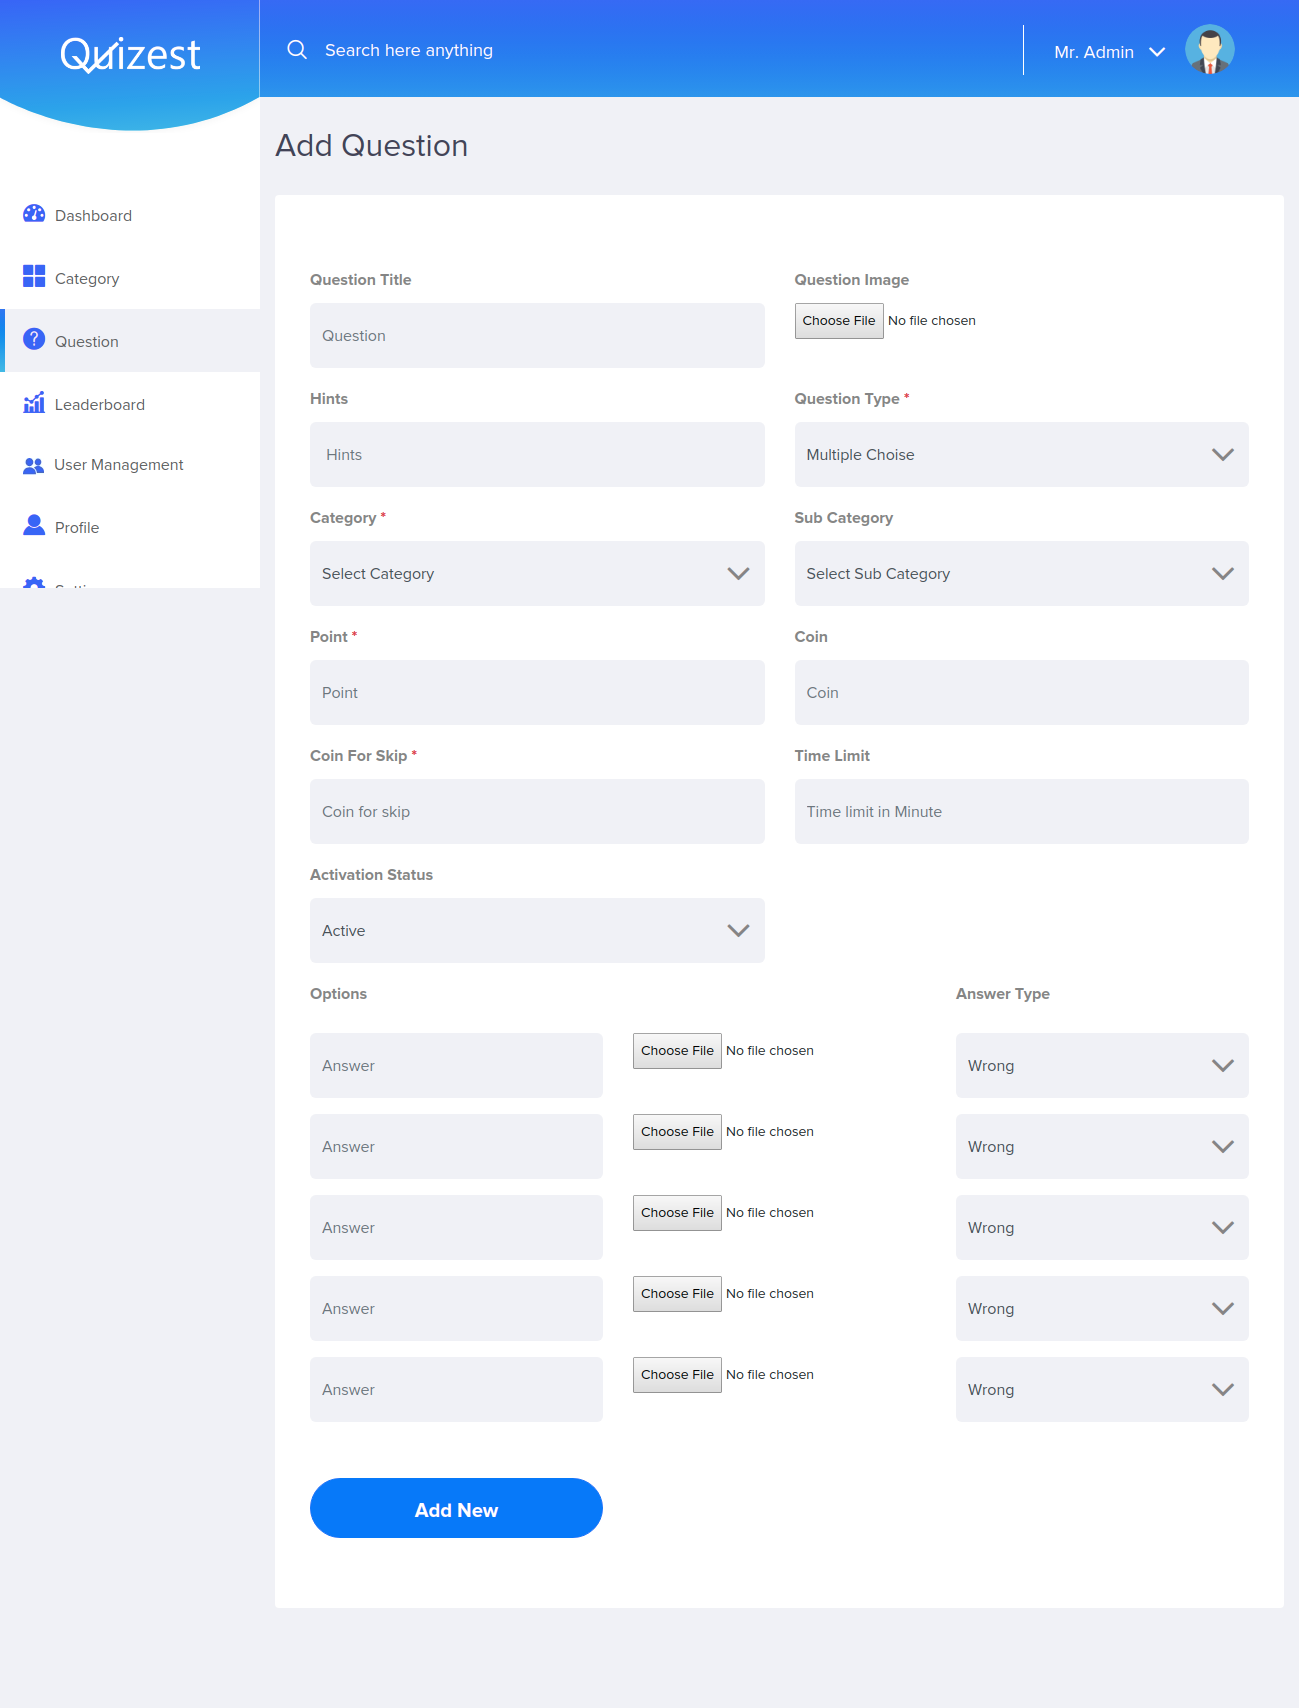 Quizest
Search here anything
Mr. Admin
Add Question
Dashboard
Category
Question
Leaderboard
User Management
Profile
Question Title
Question Image
Question
Choose File No file chosen
Hints
Question Type *
Hints
Multiple Choise
Category *
Sub Category
Select Category
Select Sub Category
Point *
Coin
Point
Coin
Coin For Skip *
Time Limit
Coin for skip
Time limit in Minute
Activation Status
Active
Options
Answer Type
Answer
Choose File No file chosen
Wrong
Answer
Choose File No file chosen
Wrong
Answer
Choose File No file chosen
Wrong
Answer
Choose File No file chosen
Wrong
Answer
Choose File No file chosen
Wrong
Add New